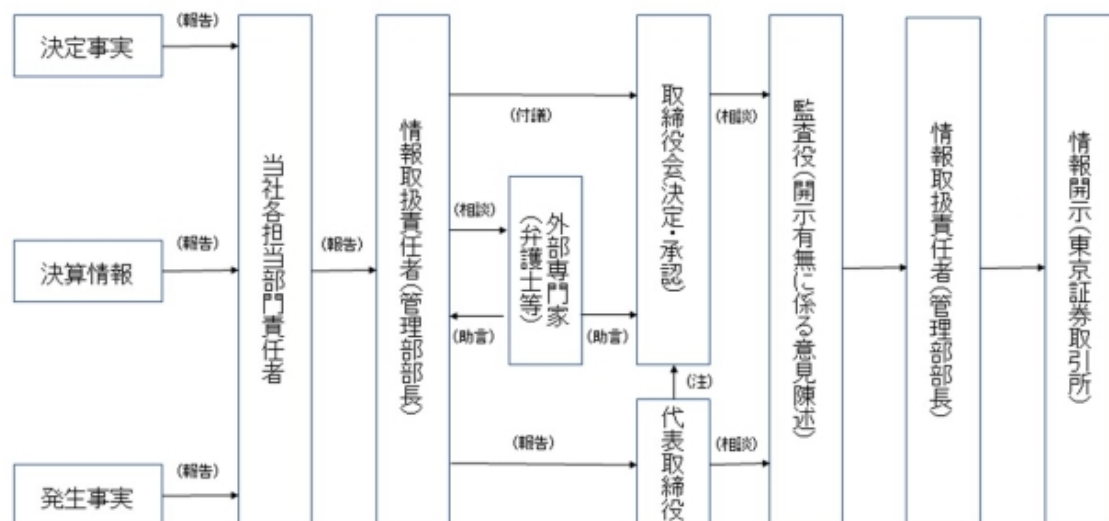 (報告)
決定事実
(報告)
決算情報
(報告)
発生事実
当社各担当部門責任者
(報告)
情報取扱責任者(管理部部長)
(付議)
(相談)
外部専門家
(弁護士等)
(助言)
(助言)
(報告)
取締役会(決定・承認)
(注)
代表取締役
(相談)
(相談)
監査役(開示有無に係る意見陳述)
情報取扱責任者(管理部部長)
情報開示(東京証券取引所)